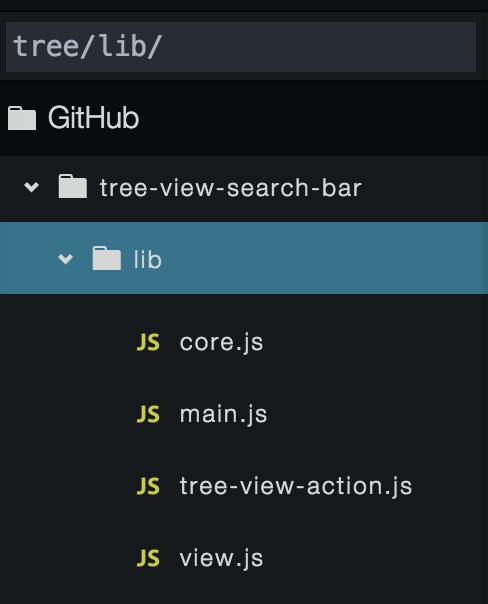 tree/lib/
GitHub
tree-view-search-bar
lib
JS core.js
JS main.js
JS tree-view-action.js
JS view.js